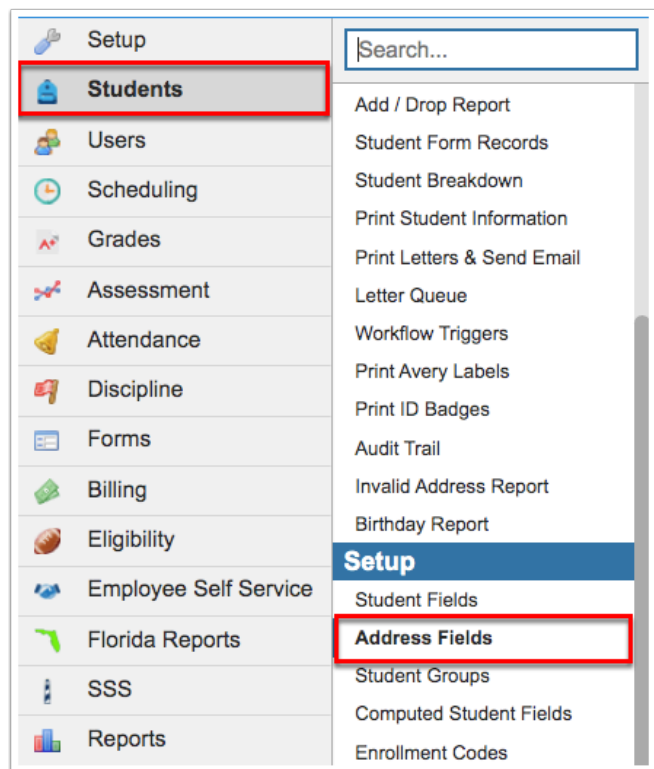 Setup
Students
Users
Scheduling
Grades
Assessment
Attendance
Discipline
Forms
Billing
Eligibility
Employee Self Service
Florida Reports
SSS
Reports
Search...
Add / Drop Report
Student Form Records
Student Breakdown
Print Student Information
Print Letters & Send Email
Letter Queue
Workflow Triggers
Print Avery Labels
Print ID Badges
Audit Trail
Invalid Address Report
Birthday Report
Setup
Student Fields
Address Fields
Student Groups
Computed Student Fields
Enrollment Codes